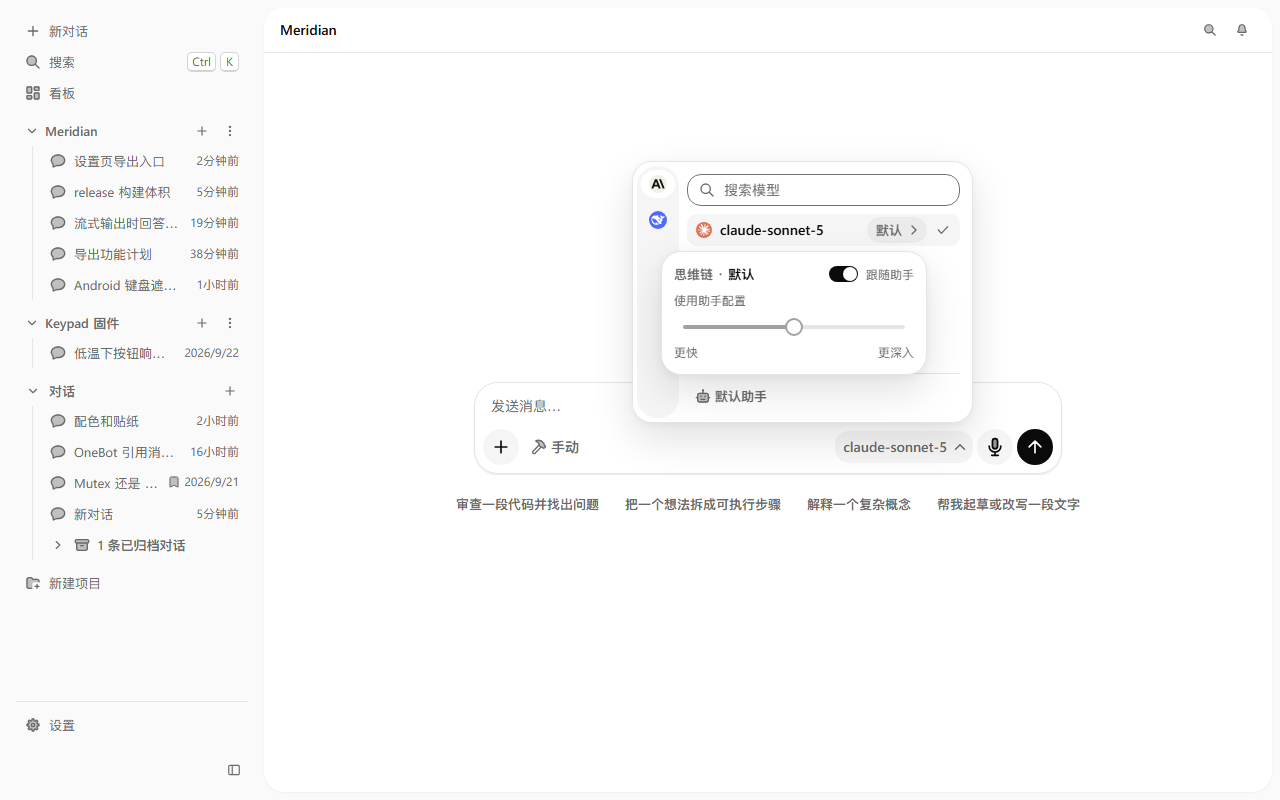 新对话
搜索 Ctrl K
看板
Meridian
设置页导出入口 2分钟前
release 构建体积 5分钟前
流式输出时回答… 19分钟前
导出功能计划 38分钟前
Android 键盘遮… 1小时前
Keypad 固件
低温下按钮响… 2026/9/22
对话
配色和贴纸 2小时前
OneBot 引用消… 16小时前
Mutex 还是 … 2026/9/21
新对话 5分钟前
1 条已归档对话
新建项目
设置
Meridian
搜索模型
claude-sonnet-5 默认
思维链 · 默认 跟随助手
使用助手配置
更快 更深入
默认助手
发送消息…
手动 claude-sonnet-5
审查一段代码并找出问题 把一个想法拆成可执行步骤 解释一个复杂概念 帮我起草或改写一段文字